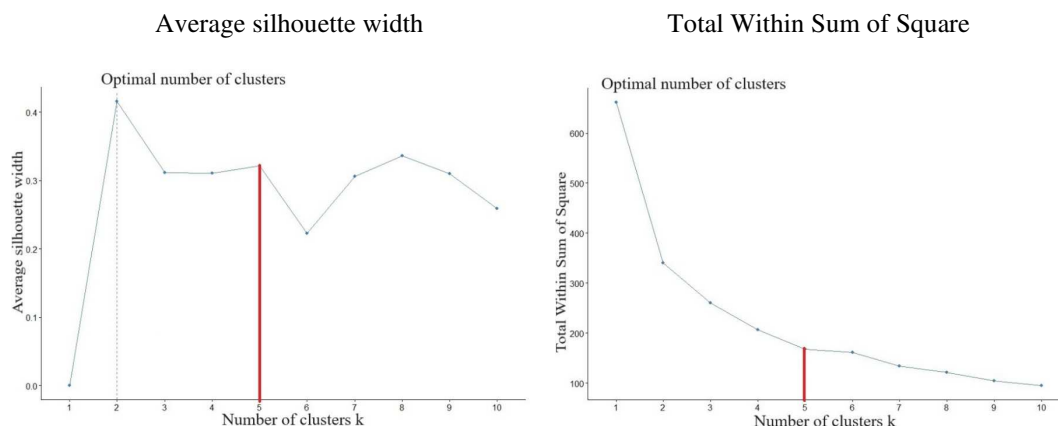 Average silhouette width
Total Within Sum of Square
Optimal number of clusters
0.4
0.3
0.2
0.1
0.0
Average silhouette width
1 2 3 4 5 6 7 8 9 10
Number of clusters k
Optimal number of clusters
600
500
400
300
200
100
Total Within Sum of Square
1 2 3 4 5 6 7 8 9 10
Number of clusters k